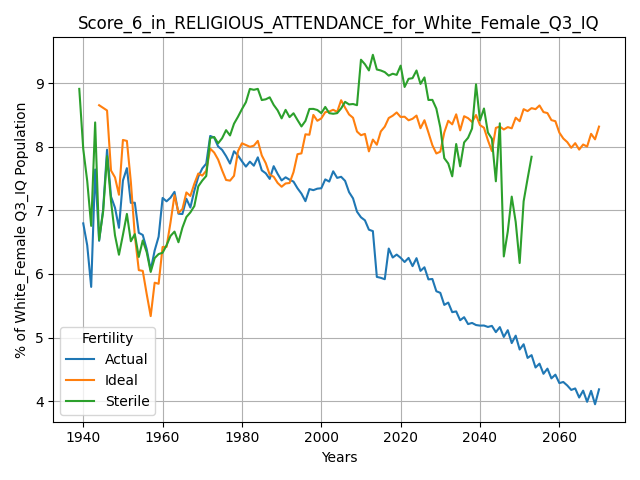 Score_6_in_RELIGIOUS_ATTENDANCE_for_White_Female_Q3_IQ
% of White_Female Q3_IQ Population
9
8
7
6
5
4
Fertility
Actual
Ideal
Sterile
1940 1960 1980 2000 2020 2040 2060
Years